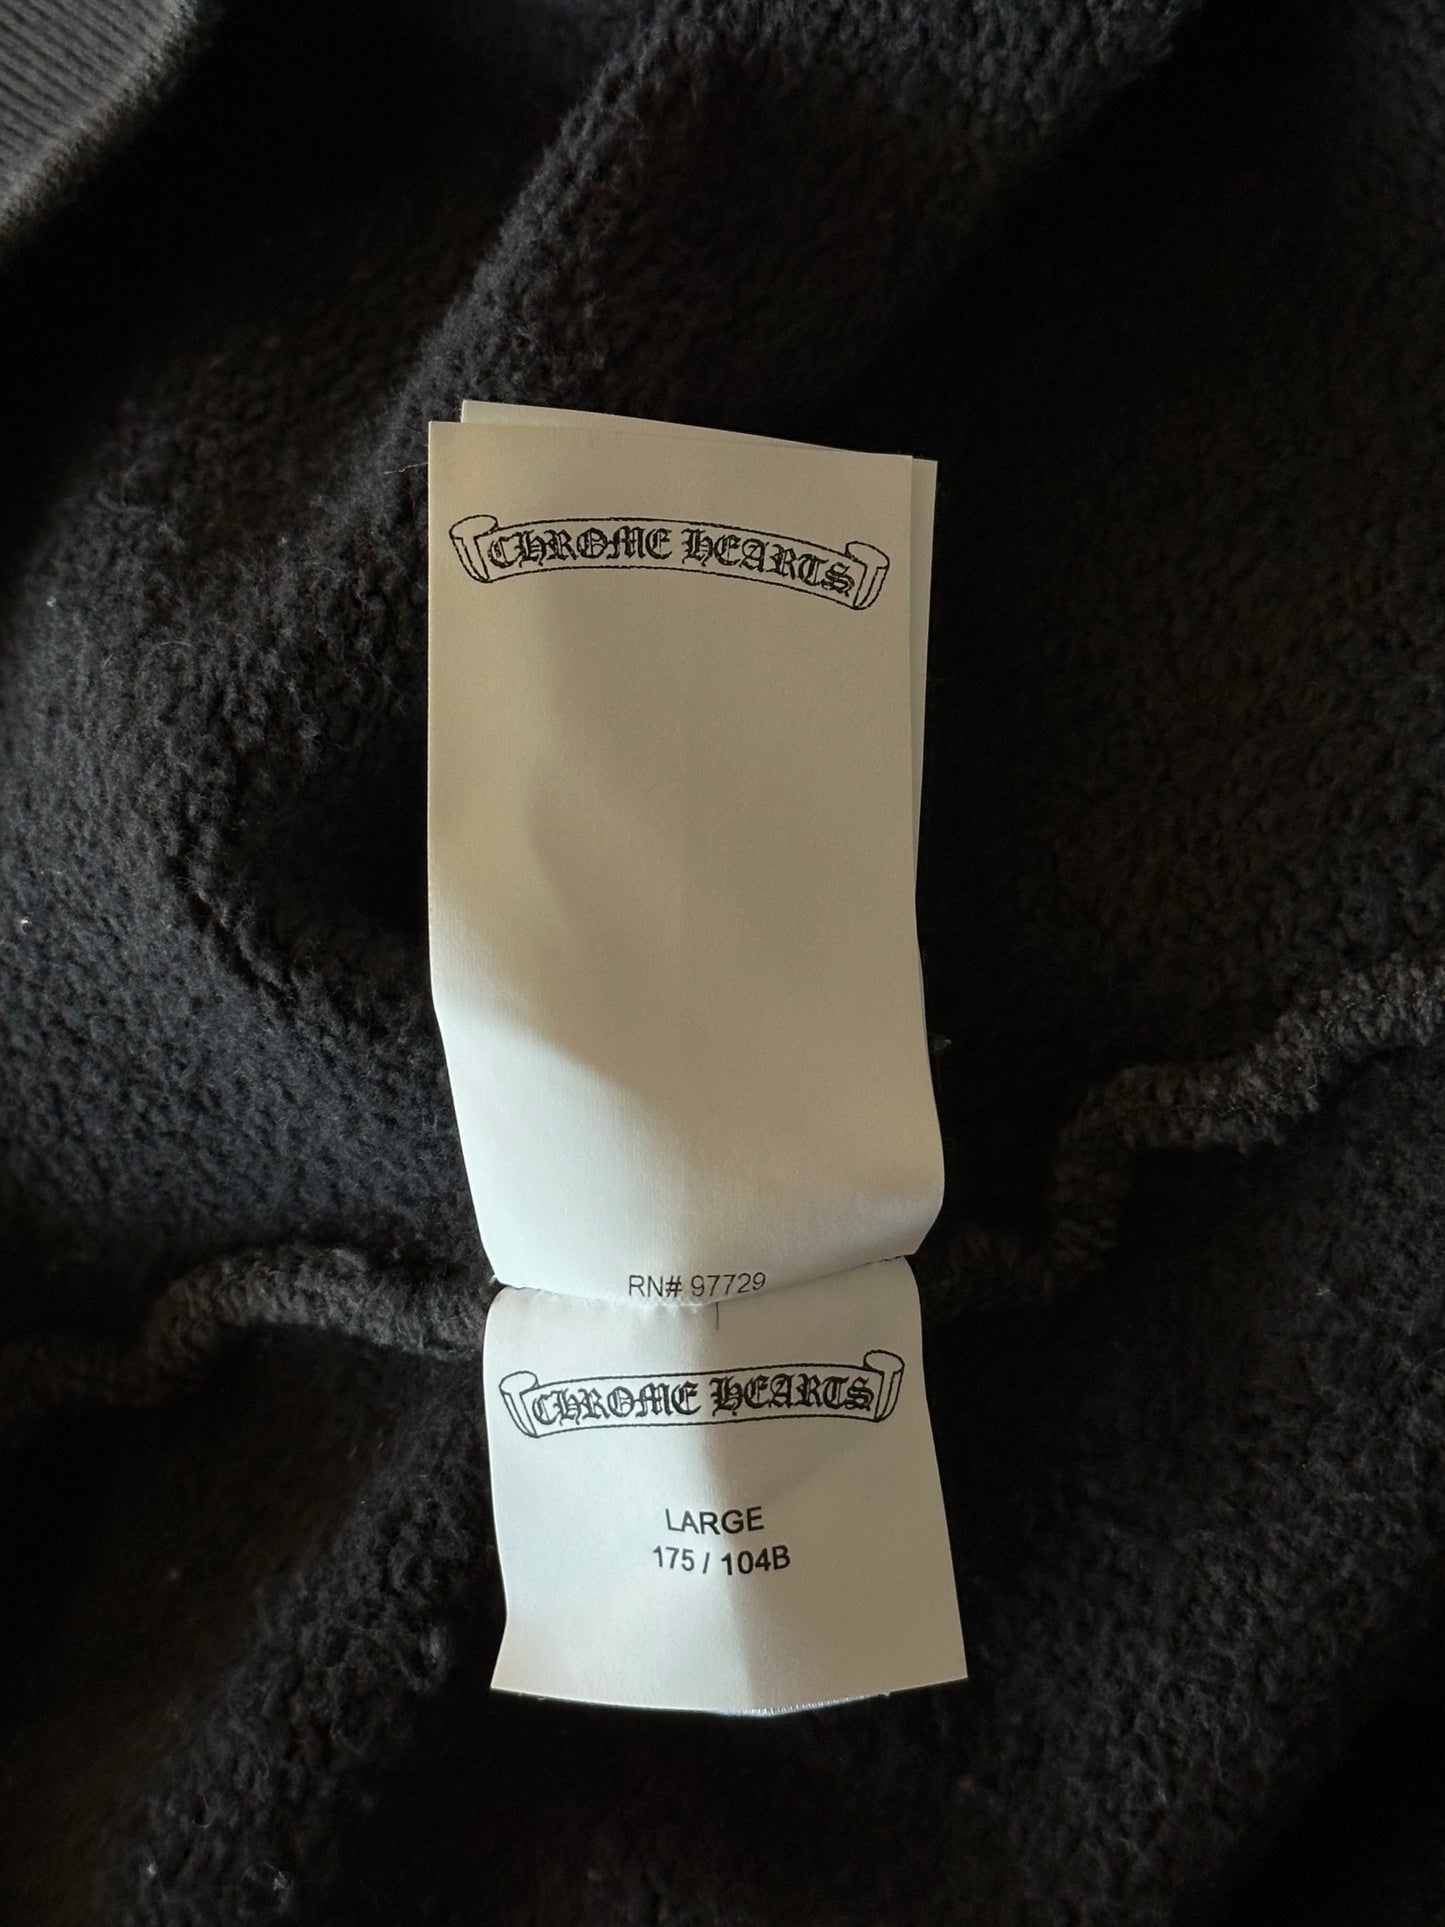 CHROME HEARTS
RN# 97729
CHROME HEARTS
LARGE
175 / 104B